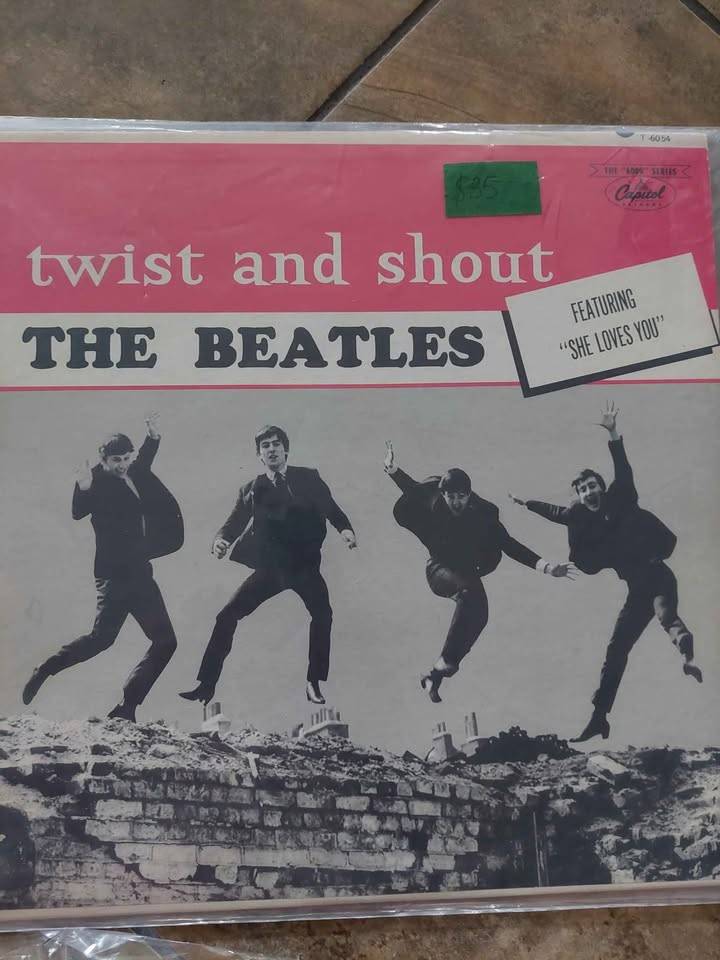 T-6054
THE "6000" SERIES
Capitol
RECORDS
$35
twist and shout
FEATURING
"SHE LOVES YOU"
THE BEATLES